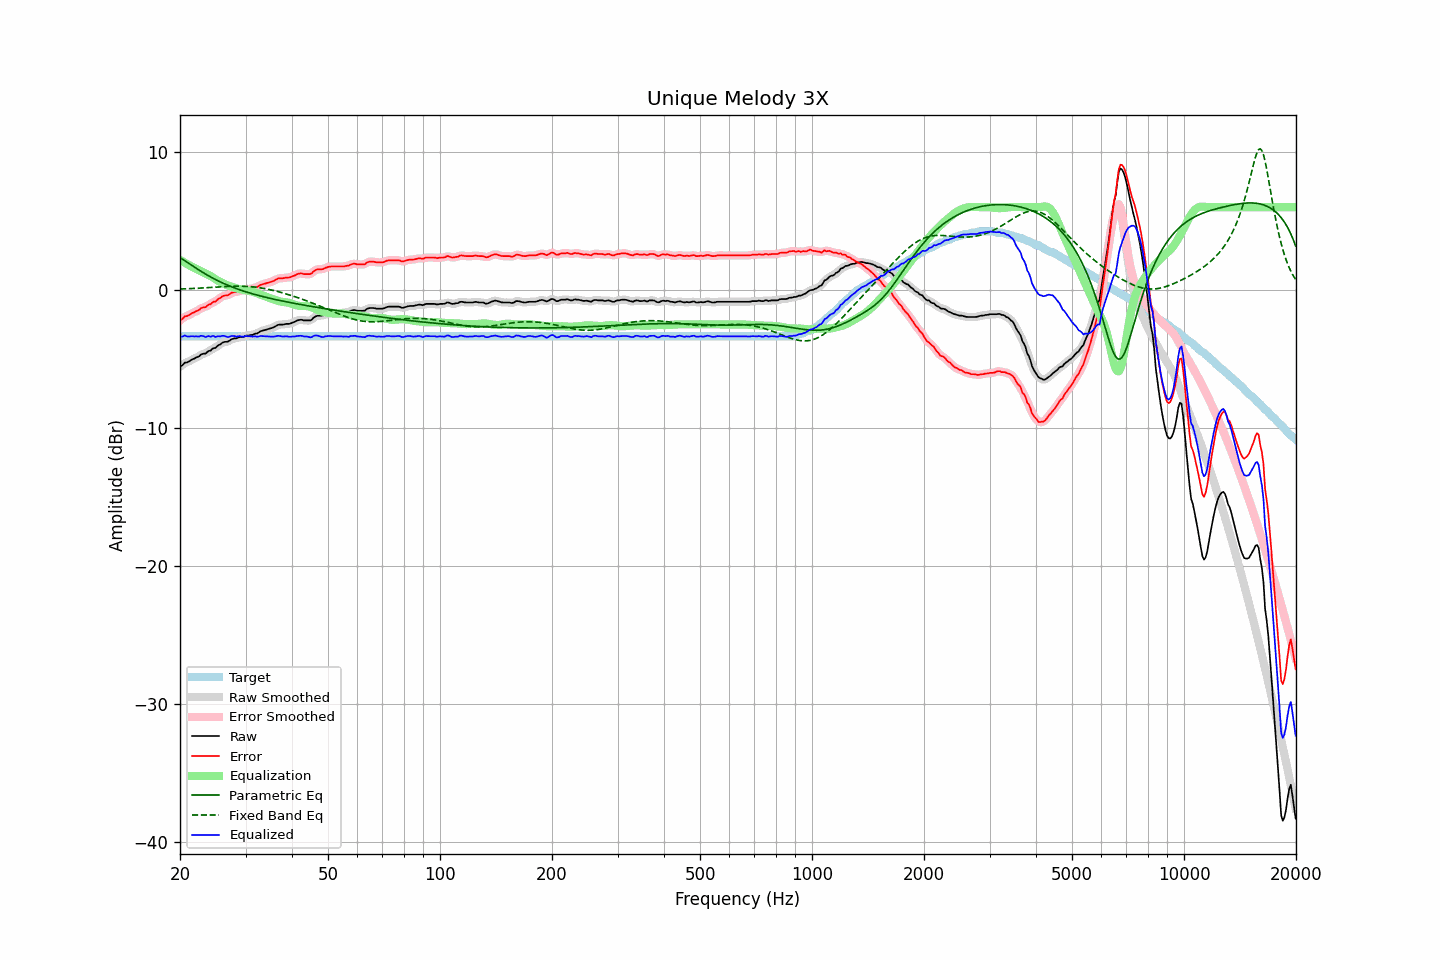 Unique Melody 3X
Amplitude (dBr)
10
0
−10
−20
−30
−40
Target
Raw Smoothed
Error Smoothed
Raw
Error
Equalization
Parametric Eq
Fixed Band Eq
Equalized
20
50
100
200
500
1000
2000
5000
10000
20000
Frequency (Hz)